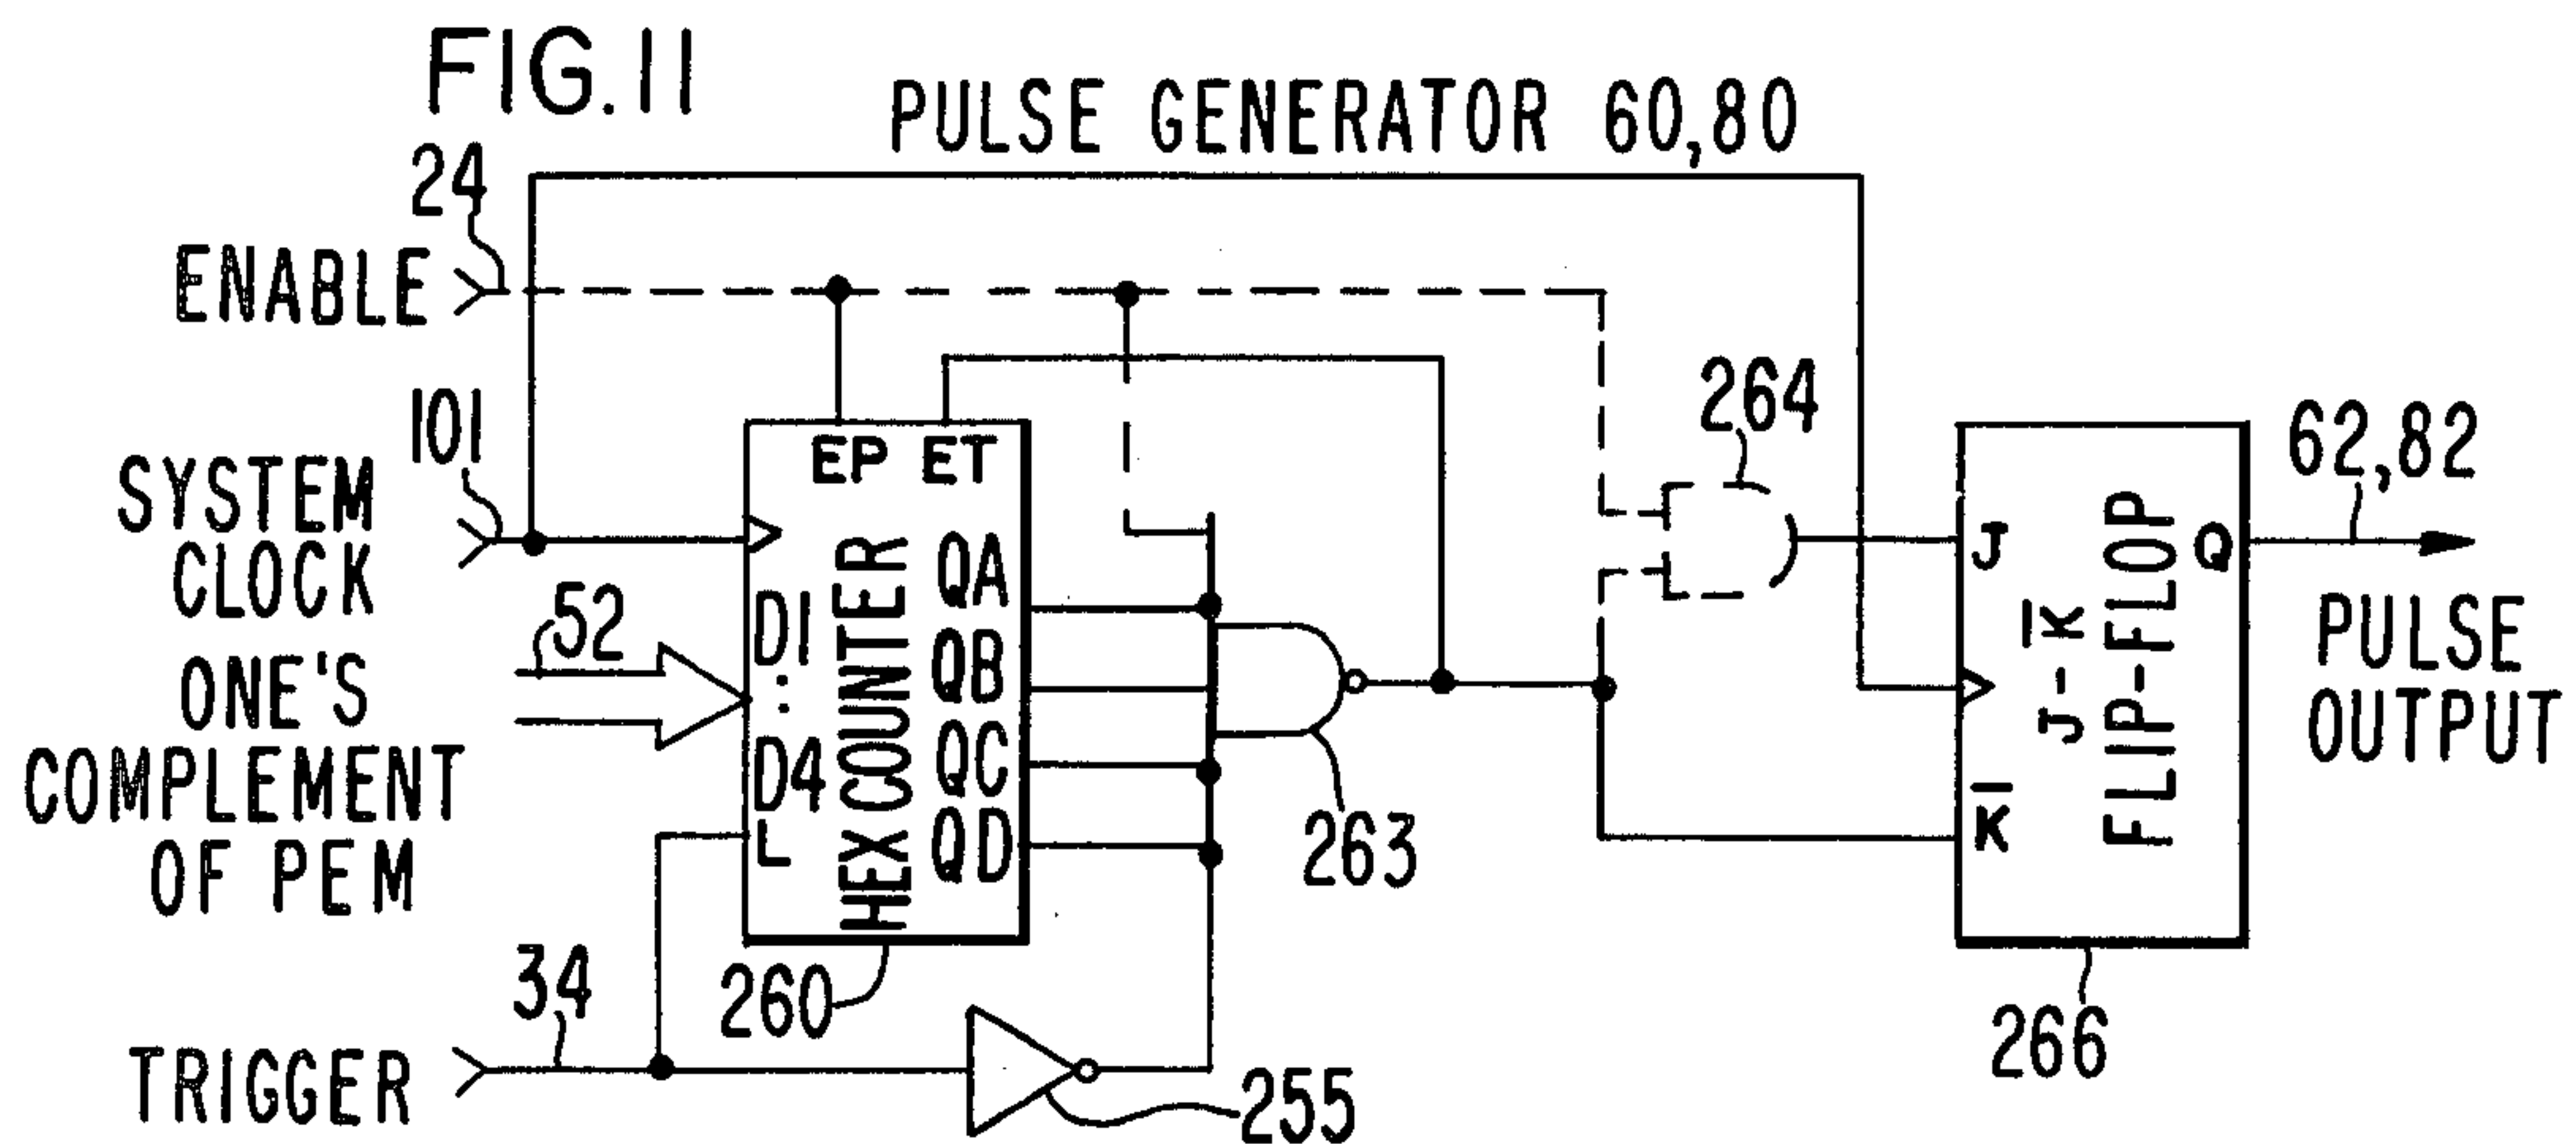 FIG. 11
PULSE GENERATOR 60,80
24
ENABLE
101
SYSTEM
CLOCK
52
ONE'S
COMPLEMENT
OF PEM
34
TRIGGER
EP ET
D1
:
D4
L
HEX COUNTER
QA
QB
QC
QD
260
255
263
264
J
K̅
J-K̅
FLIP-FLOP
Q
266
62,82
PULSE
OUTPUT